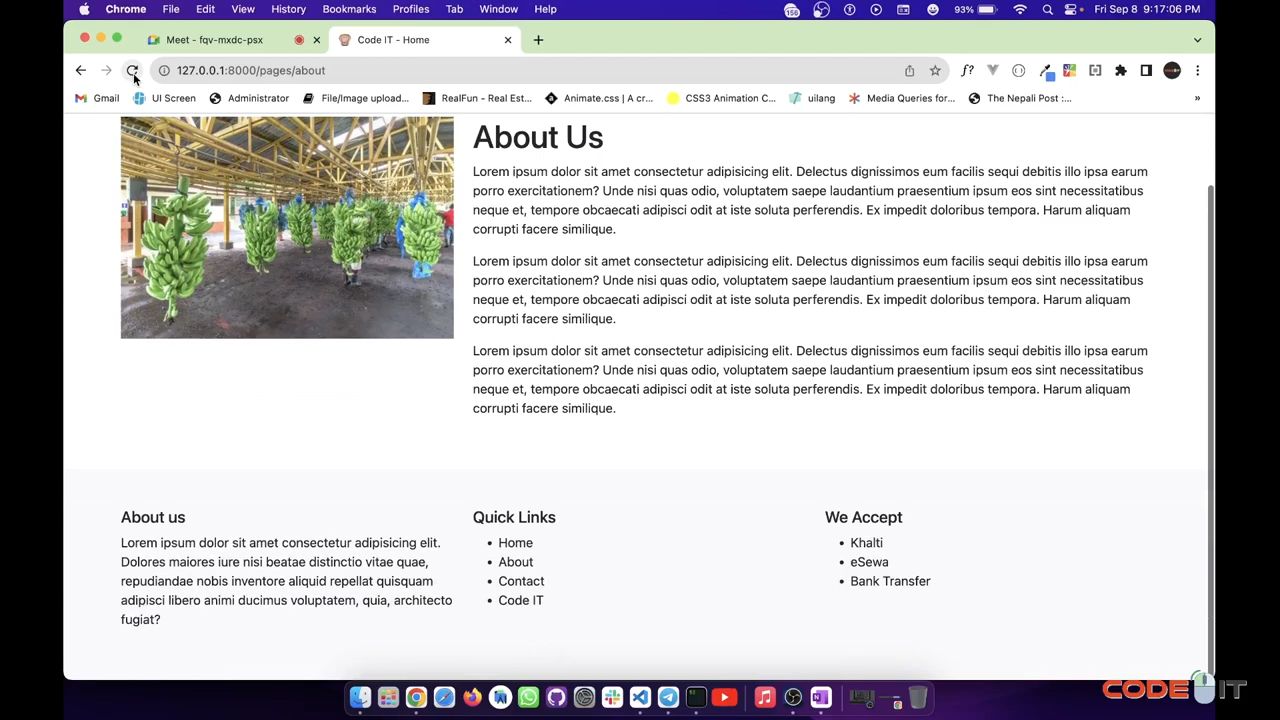 Chrome File Edit View History Bookmarks Profiles Tab Window Help 156 93% Fri Sep 8 9:17:06 PM
Meet - fqv-mxdc-psx Code IT - Home
127.0.0.1:8000/pages/about f?
Gmail UI Screen Administrator File/Image upload... RealFun - Real Est... Animate.css | A cr... CSS3 Animation C... uilang Media Queries for... The Nepali Post :... »
About Us
Lorem ipsum dolor sit amet consectetur adipisicing elit. Delectus dignissimos eum facilis sequi debitis illo ipsa earum
porro exercitationem? Unde nisi quas odio, voluptatem saepe laudantium praesentium ipsum eos sint necessitatibus
neque et, tempore obcaecati adipisci odit at iste soluta perferendis. Ex impedit doloribus tempora. Harum aliquam
corrupti facere similique.
Lorem ipsum dolor sit amet consectetur adipisicing elit. Delectus dignissimos eum facilis sequi debitis illo ipsa earum
porro exercitationem? Unde nisi quas odio, voluptatem saepe laudantium praesentium ipsum eos sint necessitatibus
neque et, tempore obcaecati adipisci odit at iste soluta perferendis. Ex impedit doloribus tempora. Harum aliquam
corrupti facere similique.
Lorem ipsum dolor sit amet consectetur adipisicing elit. Delectus dignissimos eum facilis sequi debitis illo ipsa earum
porro exercitationem? Unde nisi quas odio, voluptatem saepe laudantium praesentium ipsum eos sint necessitatibus
neque et, tempore obcaecati adipisci odit at iste soluta perferendis. Ex impedit doloribus tempora. Harum aliquam
corrupti facere similique.
About us
Lorem ipsum dolor sit amet consectetur adipisicing elit.
Dolores maiores iure nisi beatae distinctio vitae quae,
repudiandae nobis inventore aliquid repellat quisquam
adipisci libero animi ducimus voluptatem, quia, architecto
fugiat?
Quick Links
• Home
• About
• Contact
• Code IT
We Accept
• Khalti
• eSewa
• Bank Transfer
CODE IT